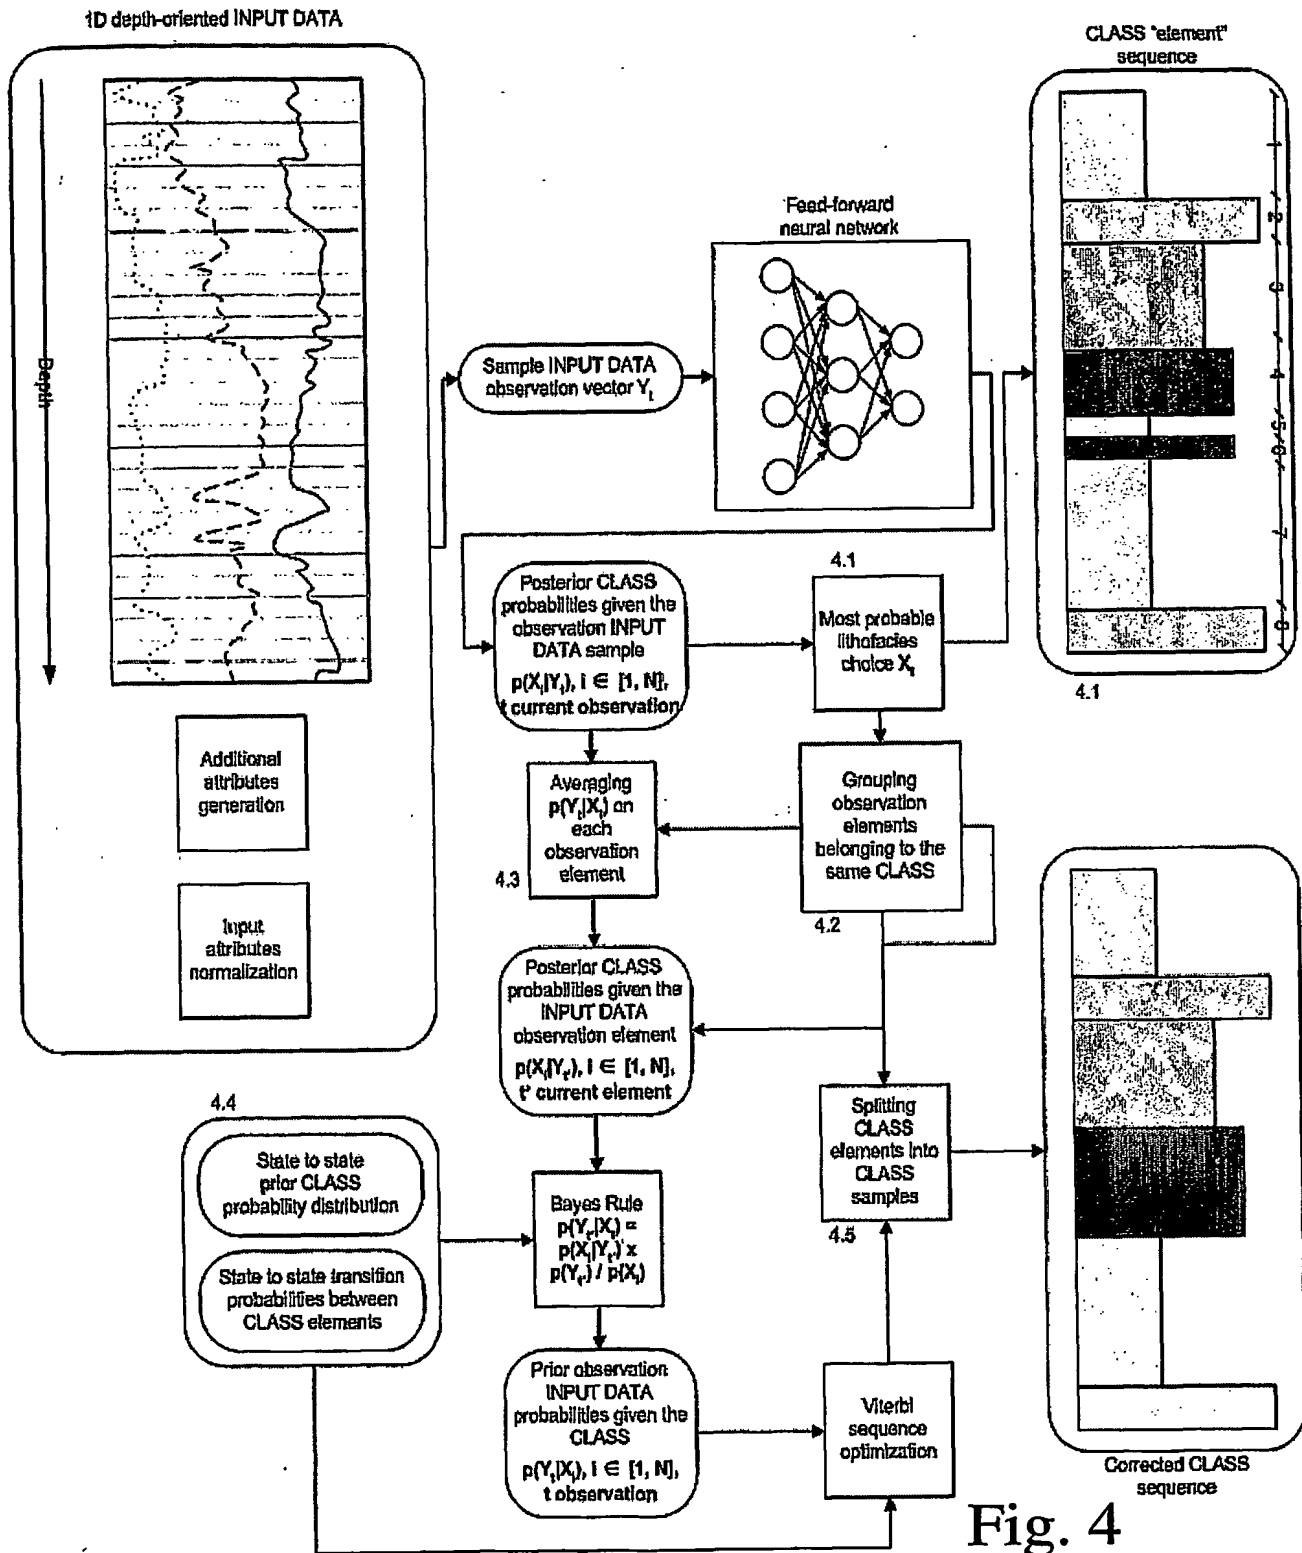 1D depth-oriented INPUT DATA
Depth
Additional
attributes
generation
Input
attributes
normalization
Sample INPUT DATA
observation vector Yt
Feed-forward
neural network
CLASS "element"
sequence
1
2
3
4
5
6
7
8
4.1
Posterior CLASS
probabilities given the
observation INPUT
DATA sample
p(Xi|Yt), i ∈ [1, N],
t current observation
4.1
Most probable
lithofacies
choice Xt
Averaging
p(Yt|Xi) on
each
observation
element
4.3
Grouping
observation
elements
belonging to the
same CLASS
4.2
Posterior CLASS
probabilities given the
INPUT DATA
observation element
p(Xi|Yt'), i ∈ [1, N],
t' current element
4.4
State to state
prior CLASS
probability distribution
State to state transition
probabilities between
CLASS elements
Bayes Rule
p(Yt'|Xi) =
p(Xi|Yt') x
p(Yt') / p(Xi)
Splitting
CLASS
elements into
CLASS
samples
4.5
Prior observation
INPUT DATA
probabilities given the
CLASS
p(Yt|Xi), i ∈ [1, N],
t observation
Viterbi
sequence
optimization
Corrected CLASS
sequence
Fig. 4